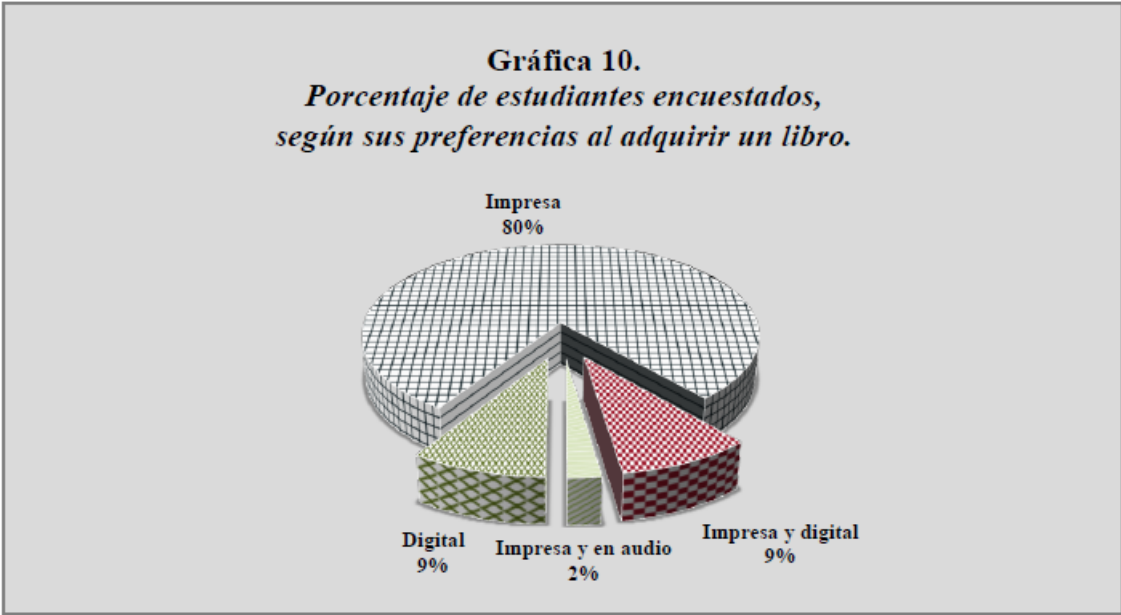 Gráfica 10.
Porcentaje de estudiantes encuestados,
según sus preferencias al adquirir un libro.
Impresa
80%
Digital
9%
Impresa y en audio
2%
Impresa y digital
9%